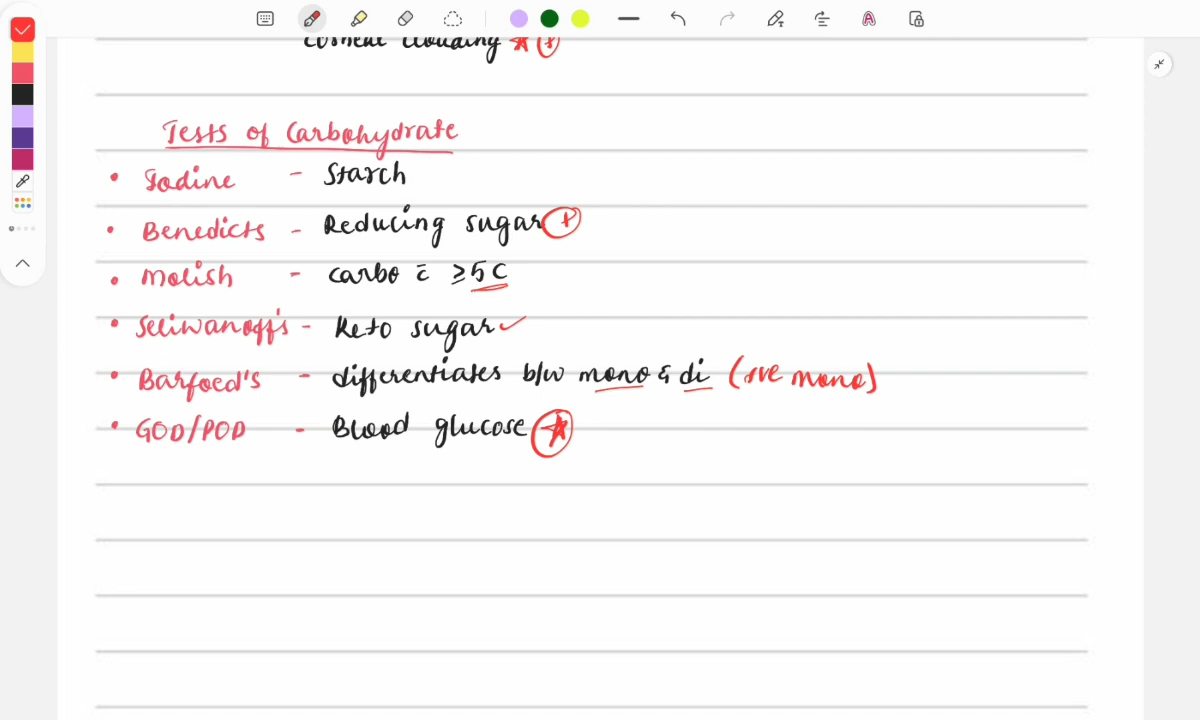 clouding
Tests of Carbohydrate
• Iodine - Starch
• Benedicts - Reducing sugar +
• Molish - carbo c̄ ≥5C
• Seliwanoff's - Keto sugar ✓
• Barfoed's - differentiates b/w mono & di (+ve mono)
• GOD/POD - Blood glucose